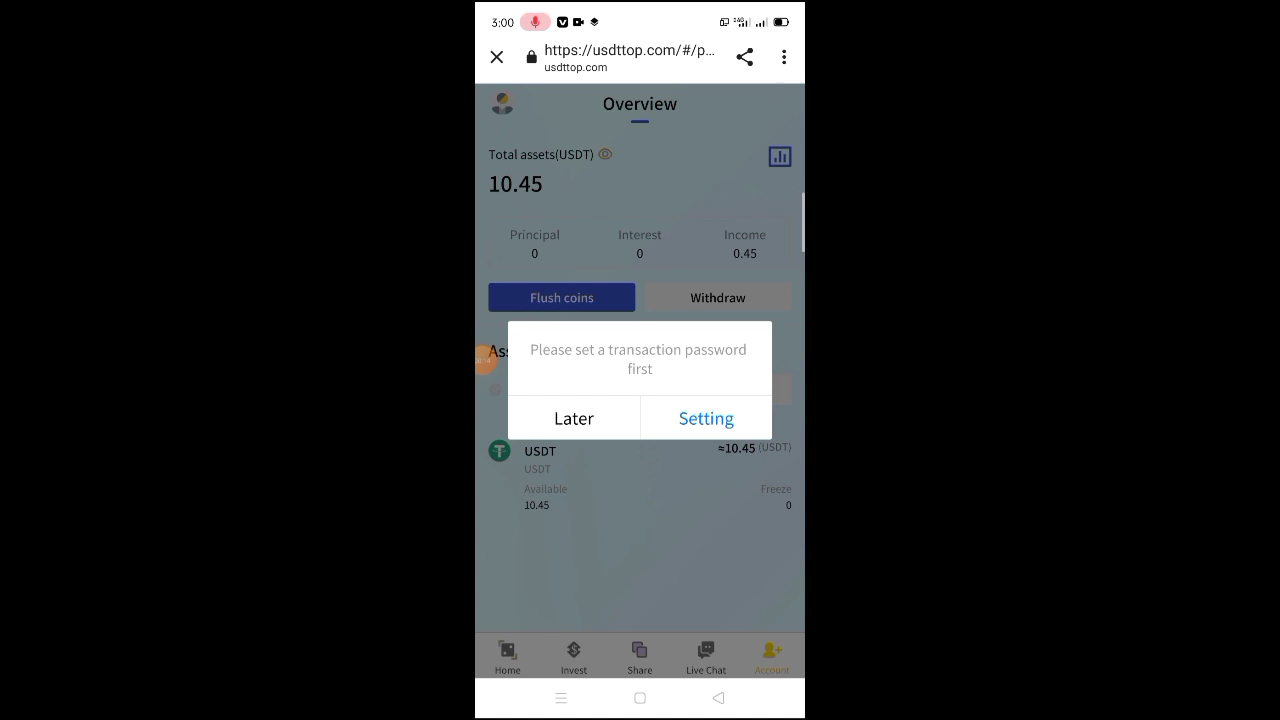 3:00
https://usdttop.com/#/p...
usdttop.com
Overview
Total assets(USDT)
10.45
Principal Interest Income
0 0 0.45
Flush coins Withdraw
Please set a transaction password
first
Later Setting
USDT ≈10.45 (USDT)
USDT
Available Freeze
10.45 0
Home Invest Share Live Chat Account